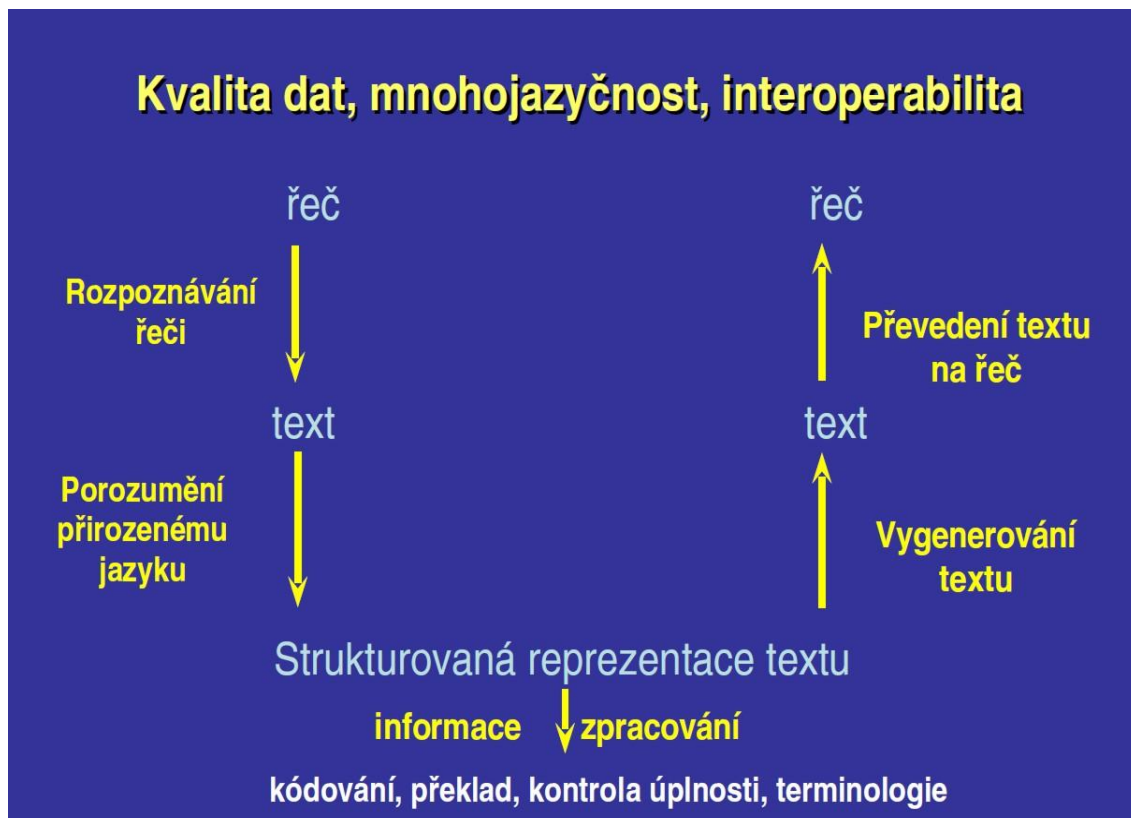 Kvalita dat, mnohojazyčnost, interoperabilita
řeč
řeč
Rozpoznávání
řeči
Převedení textu
na řeč
text
text
Porozumění
přirozenému
jazyku
Vygenerování
textu
Strukturovaná reprezentace textu
informace zpracování
kódování, překlad, kontrola úplnosti, terminologie